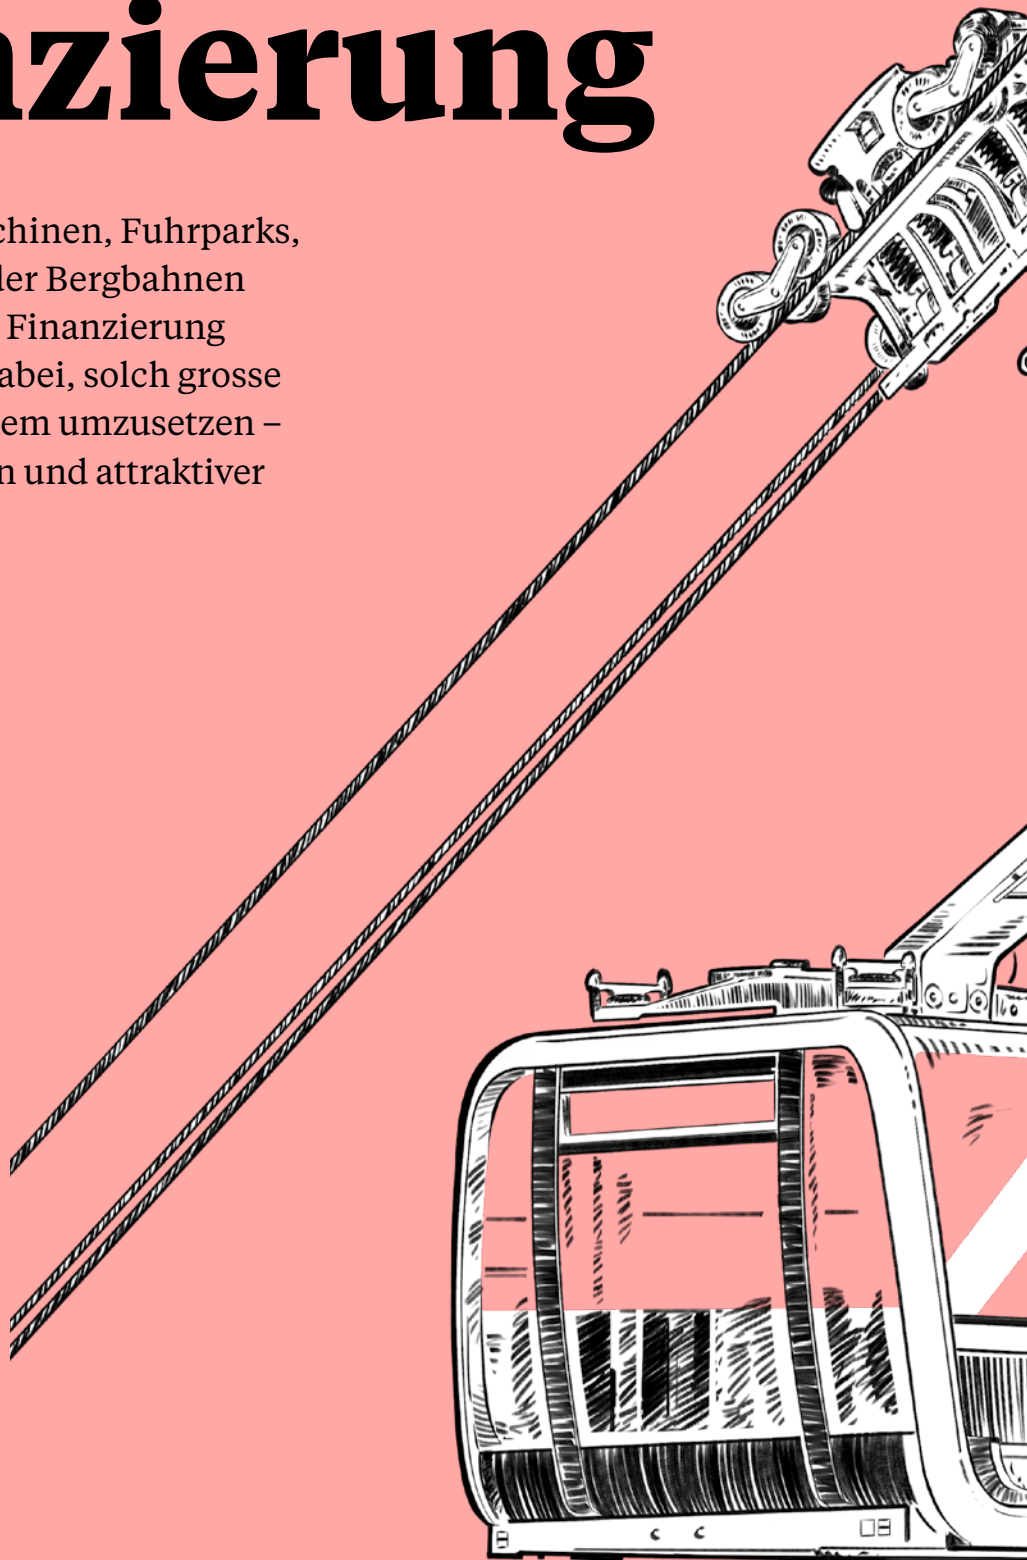 nzierung
chinen, Fuhrparks,
der Bergbahnen
Finanzierung
abei, solch grosse
em umzusetzen –
n und attraktiver